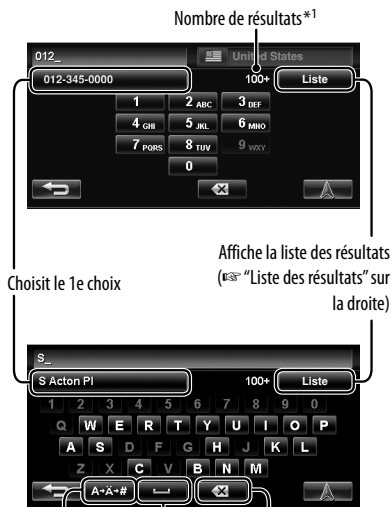 Nombre de résultats*1
012_
United States
012-345-0000
100+
Liste
1 2 ABC 3 DEF
4 GHI 5 JKL 6 MNO
7 PQRS 8 TUV 9 WXY
0
Affiche la liste des résultats
(☞ "Liste des résultats" sur
la droite)
Choisit le 1e choix
S_
S Acton Pl
100+
Liste
1 2 3 4 5 6 7 8 9 0
Q W E R T Y U I O P
A S D F G H J K L
Z X C V B N M
A→Ä→#